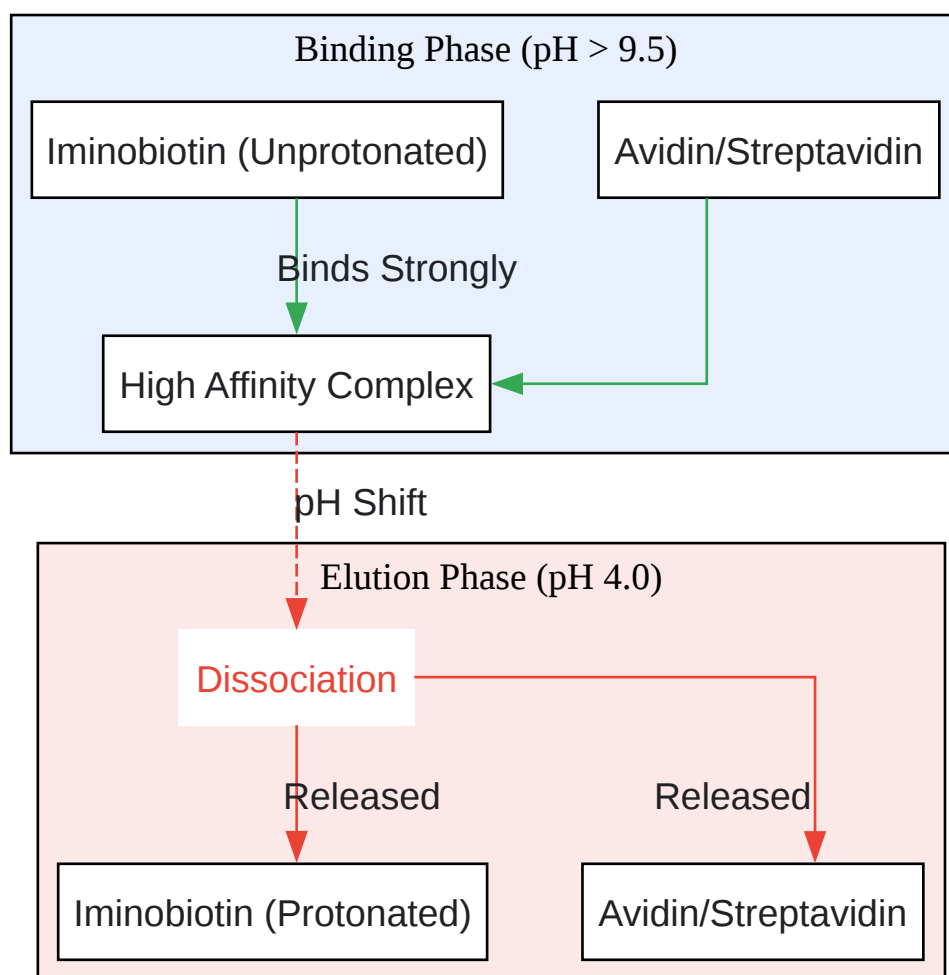 Binding Phase (pH > 9.5)
Iminobiotin (Unprotonated)
Avidin/Streptavidin
Binds Strongly
High Affinity Complex
pH Shift
Elution Phase (pH 4.0)
Dissociation
Released
Released
Iminobiotin (Protonated)
Avidin/Streptavidin